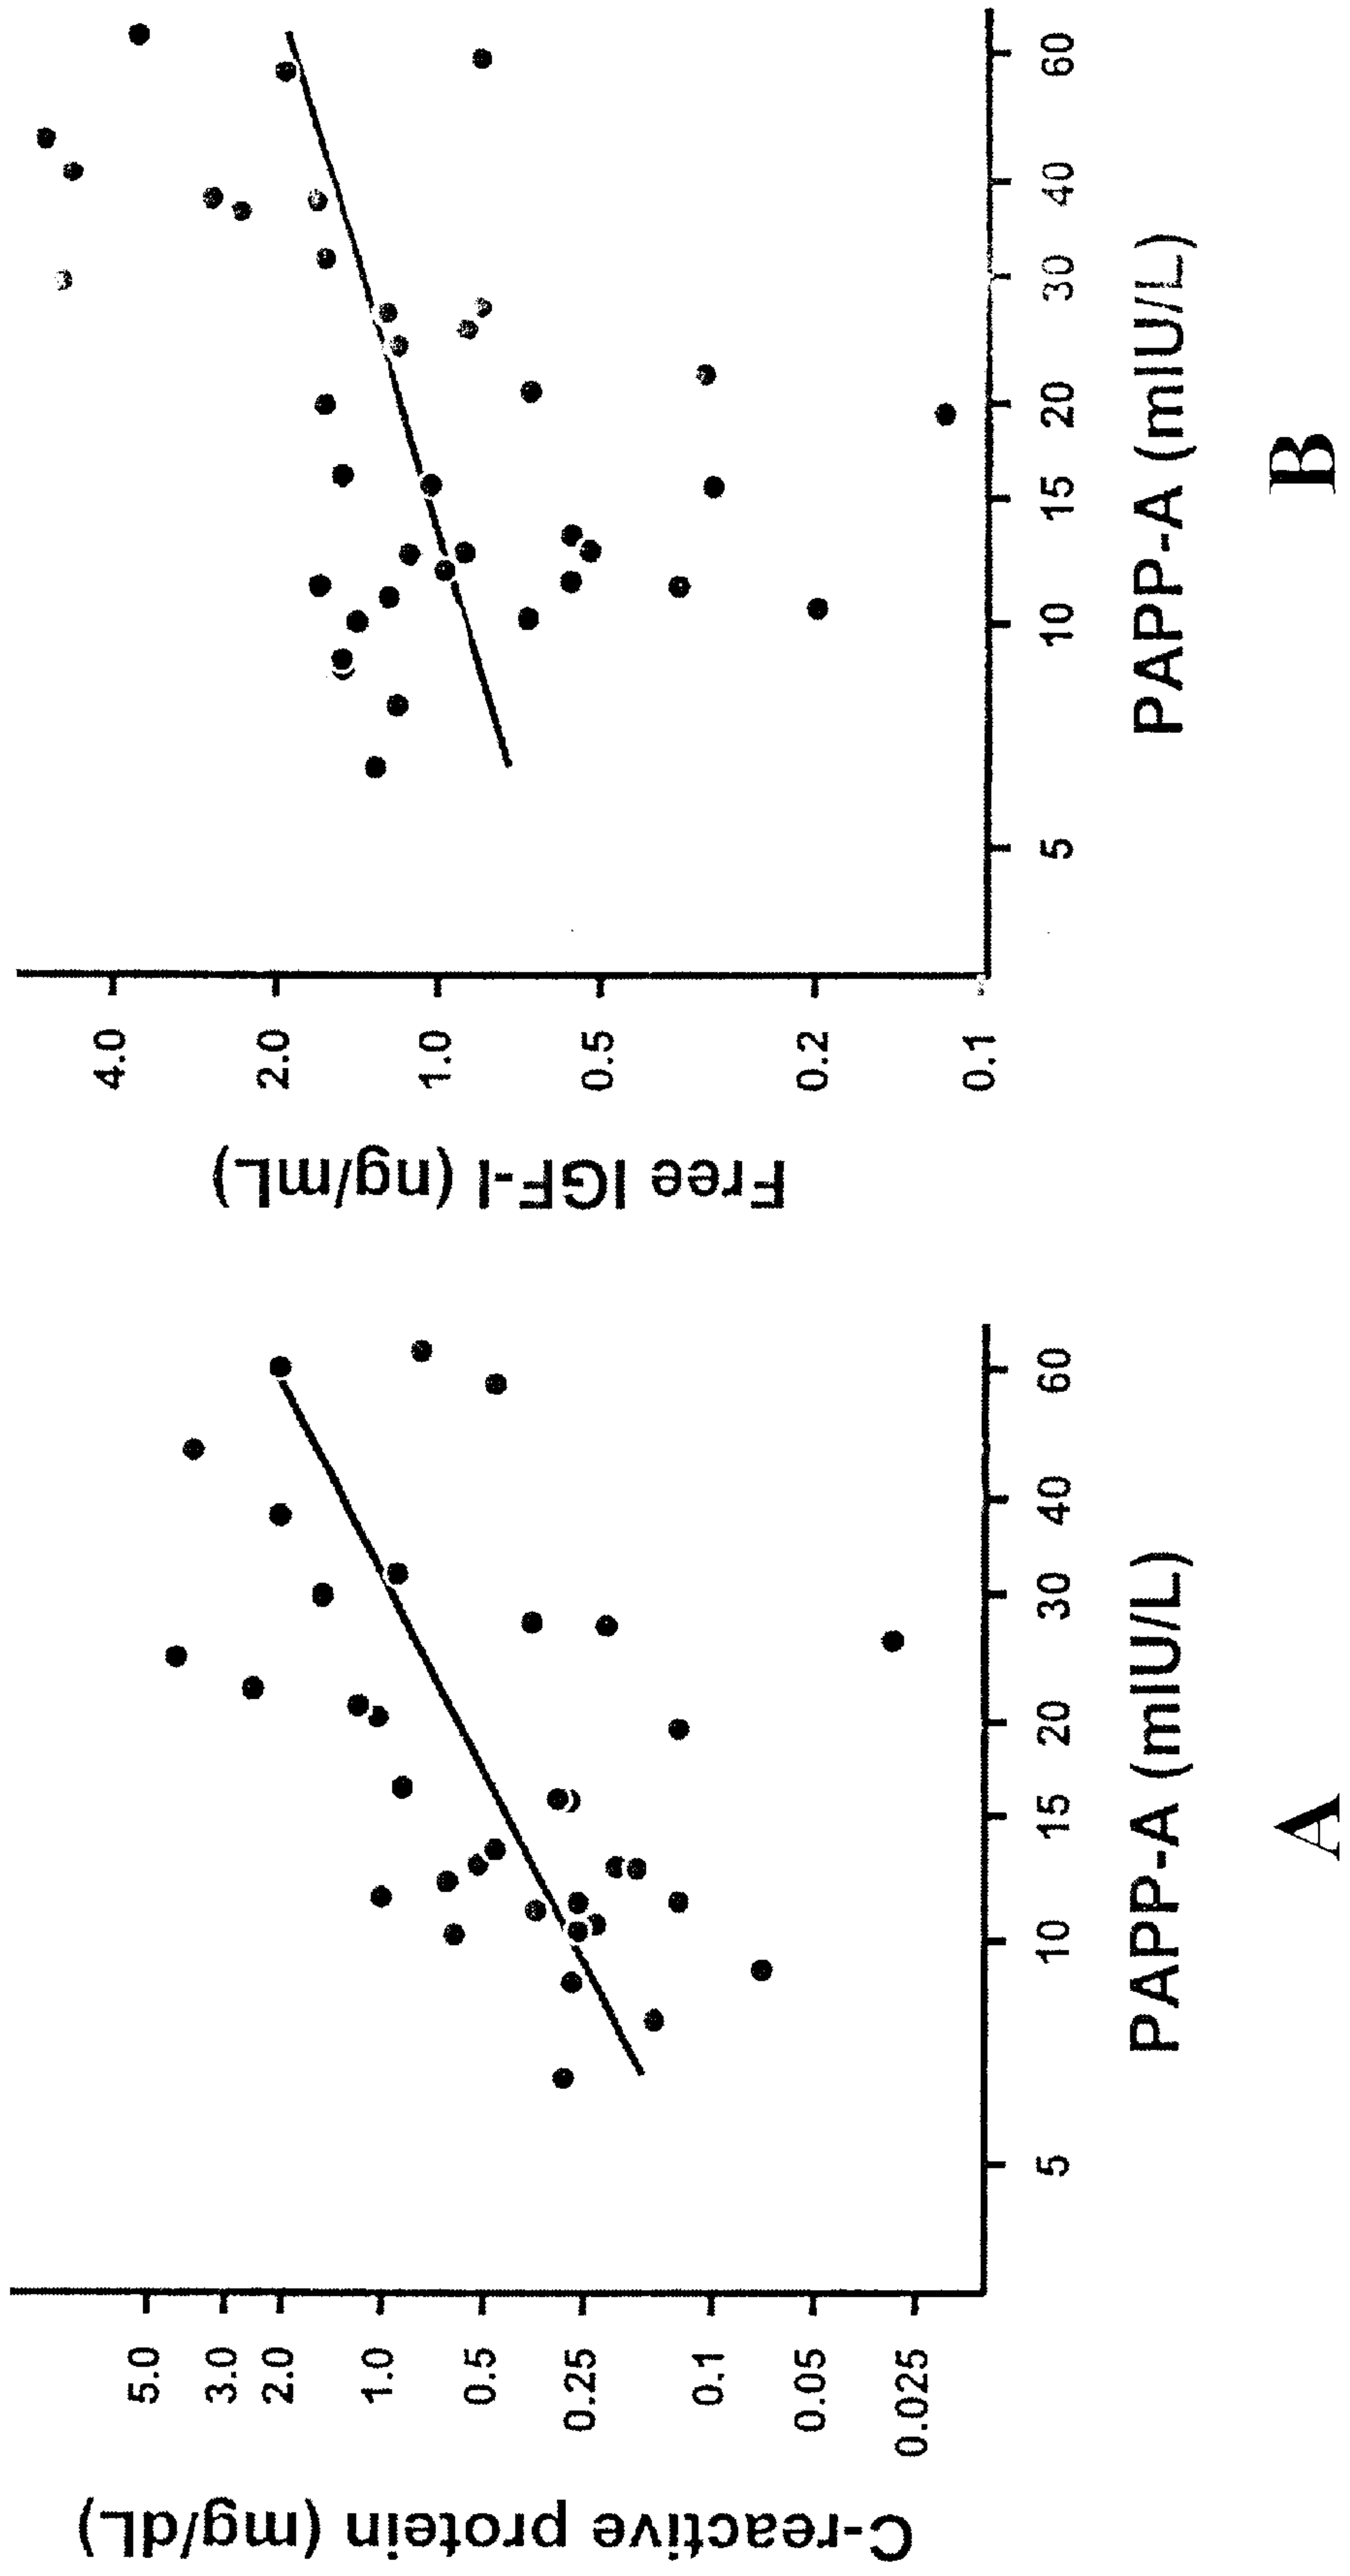 C-reactive protein (mg/dL)
5.0
3.0
2.0
1.0
0.5
0.25
0.1
0.05
0.025
5 10 15 20 30 40 60
PAPP-A (mIU/L)
A
Free IGF-I (ng/mL)
4.0
2.0
1.0
0.5
0.2
0.1
5 10 15 20 30 40 60
PAPP-A (mIU/L)
B